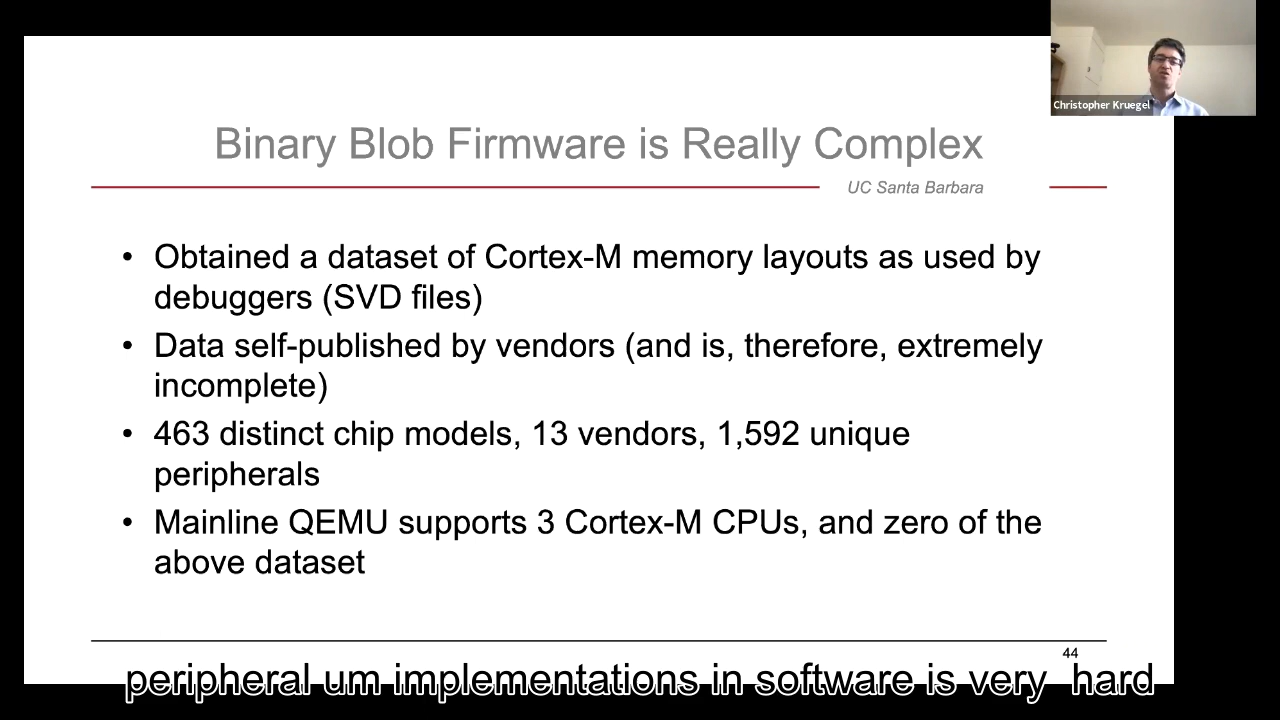 Christopher Kruegel
Binary Blob Firmware is Really Complex
UC Santa Barbara
• Obtained a dataset of Cortex-M memory layouts as used by
debuggers (SVD files)
• Data self-published by vendors (and is, therefore, extremely
incomplete)
• 463 distinct chip models, 13 vendors, 1,592 unique
peripherals
• Mainline QEMU supports 3 Cortex-M CPUs, and zero of the
above dataset
44
peripheral um implementations in software is very hard